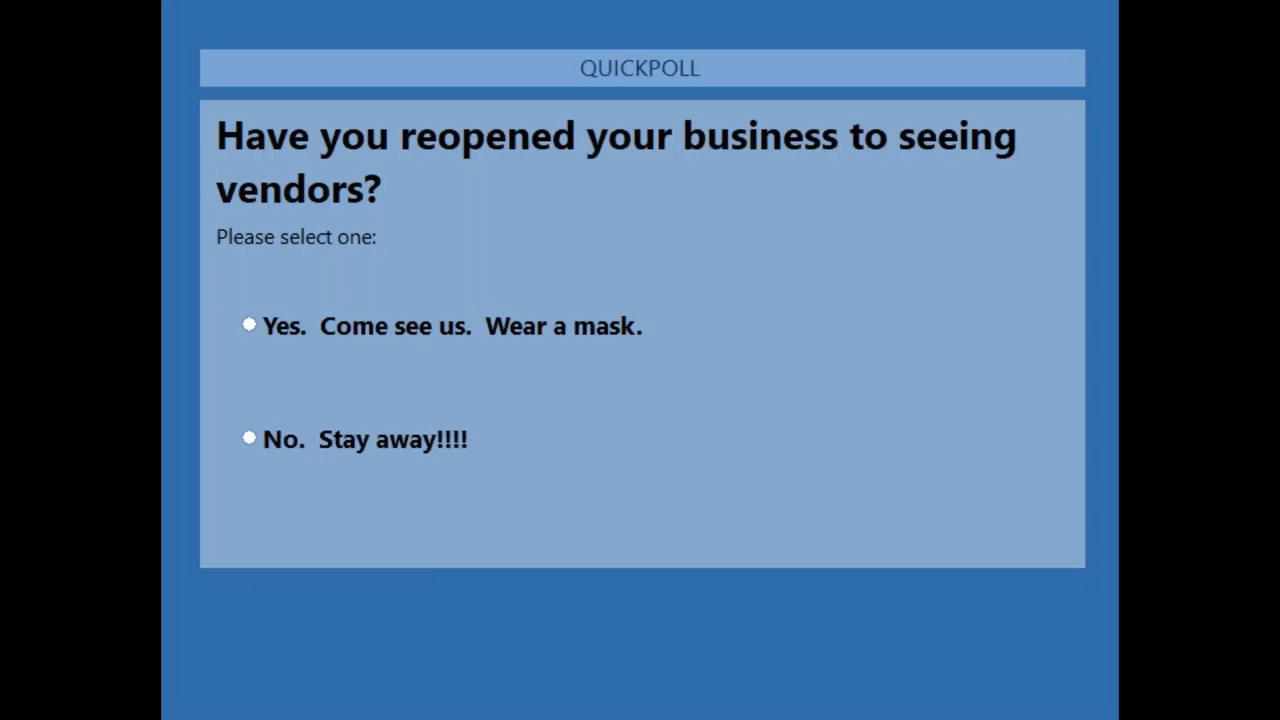 QUICKPOLL
Have you reopened your business to seeing
vendors?
Please select one:
Yes.  Come see us.  Wear a mask.
No.  Stay away!!!!